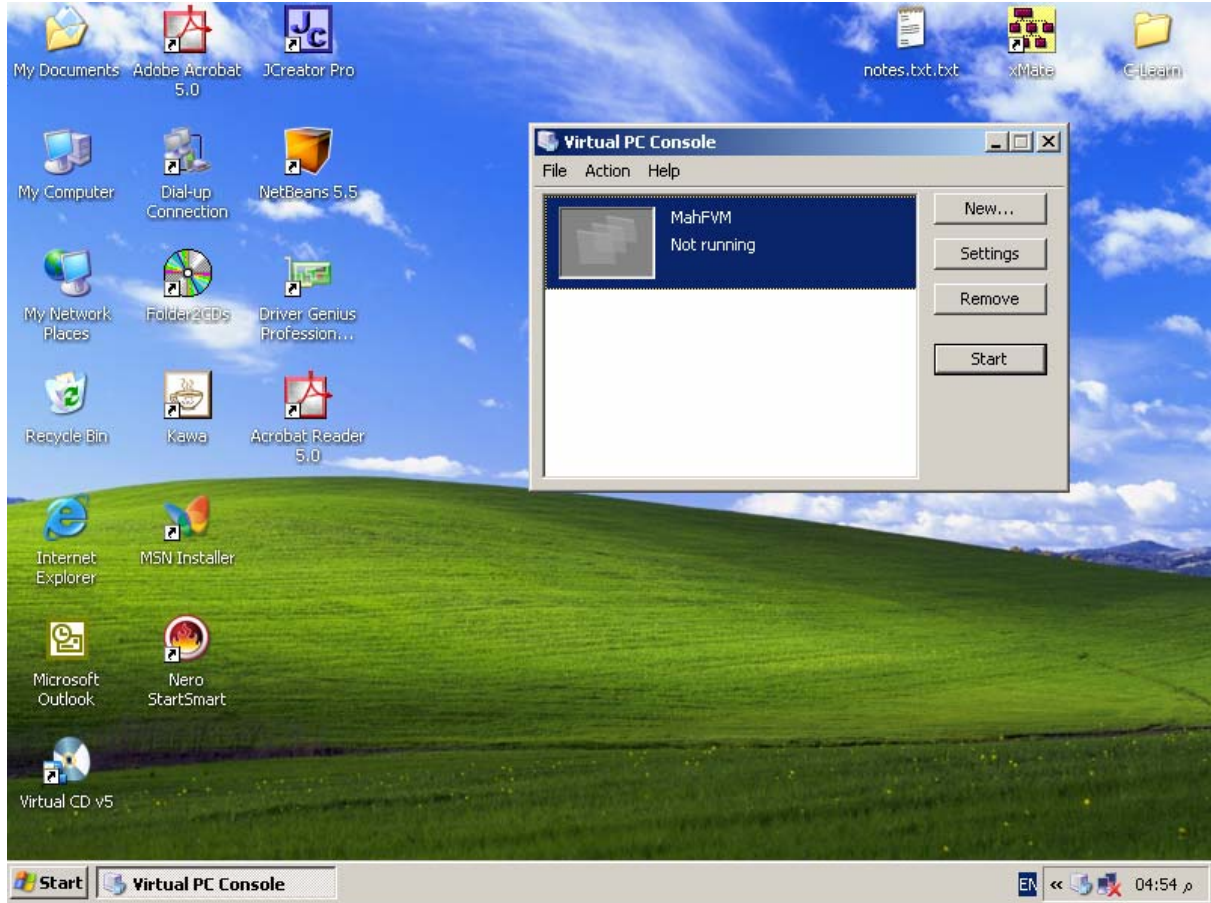 My Documents
Adobe Acrobat
5.0
JCreator Pro
notes.txt.txt
xMate
C-Learn
My Computer
Dial-up
Connection
NetBeans 5.5
My Network
Places
Folder2CDs
Driver Genius
Profession...
Recycle Bin
Kawa
Acrobat Reader
5.0
Internet
Explorer
MSN Installer
Microsoft
Outlook
Nero
StartSmart
Virtual CD v5
Virtual PC Console
File Action Help
MahFVM
Not running
New...
Settings
Remove
Start
Start
Virtual PC Console
EN
«
04:54 م